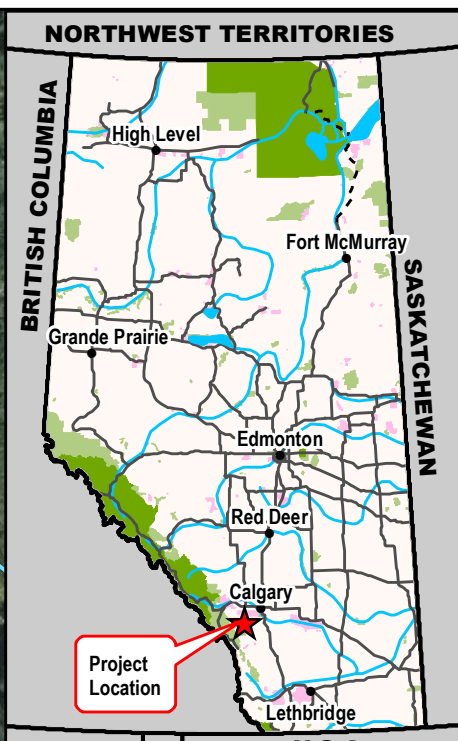 NORTHWEST TERRITORIES
BRITISH COLUMBIA
High Level
Fort McMurray
SASKATCHEWAN
Grande Prairie
Edmonton
Red Deer
Calgary
Project
Location
Lethbridge